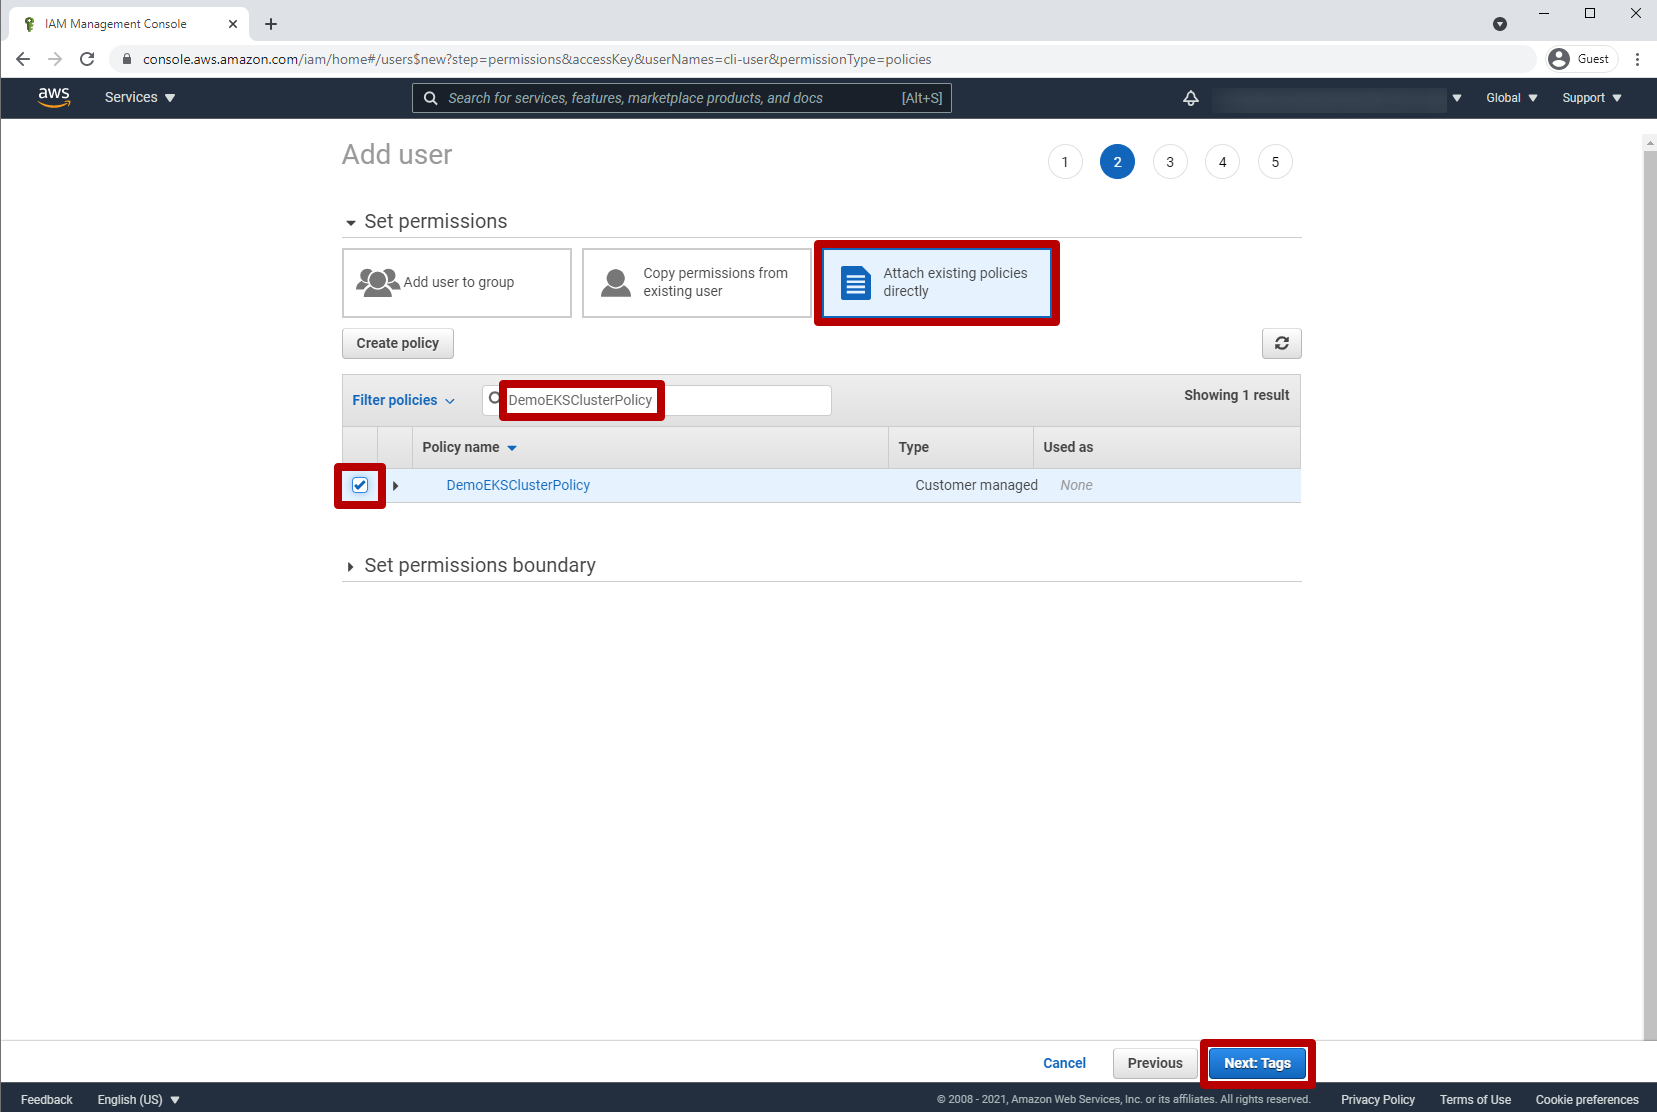 IAM Management Console
console.aws.amazon.com/iam/home#/users$new?step=permissions&accessKey&userNames=cli-user&permissionType=policies
Guest
aws
Services
Search for services, features, marketplace products, and docs
[Alt+S]
Global
Support
Add user
1
2
3
4
5
Set permissions
Add user to group
Copy permissions from
existing user
Attach existing policies
directly
Create policy
Filter policies
DemoEKSClusterPolicy
Showing 1 result
Policy name
Type
Used as
DemoEKSClusterPolicy
Customer managed
None
Set permissions boundary
Cancel
Previous
Next: Tags
Feedback
English (US)
© 2008 - 2021, Amazon Web Services, Inc. or its affiliates. All rights reserved.
Privacy Policy
Terms of Use
Cookie preferences